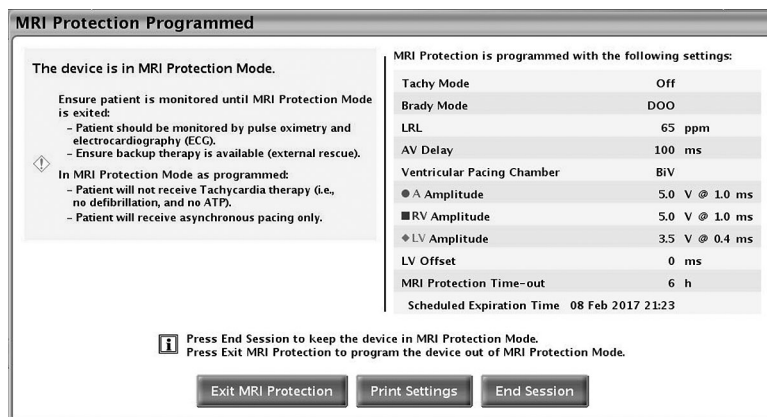 MRI Protection Programmed
The device is in MRI Protection Mode.
Ensure patient is monitored until MRI Protection Mode
is exited:
– Patient should be monitored by pulse oximetry and
electrocardiography (ECG).
– Ensure backup therapy is available (external rescue).
In MRI Protection Mode as programmed:
– Patient will not receive Tachycardia therapy (i.e.,
no defibrillation, and no ATP).
– Patient will receive asynchronous pacing only.
MRI Protection is programmed with the following settings:
Tachy Mode Off
Brady Mode DOO
LRL 65 ppm
AV Delay 100 ms
Ventricular Pacing Chamber BiV
A Amplitude 5.0 V @ 1.0 ms
RV Amplitude 5.0 V @ 1.0 ms
LV Amplitude 3.5 V @ 0.4 ms
LV Offset 0 ms
MRI Protection Time-out 6 h
Scheduled Expiration Time 08 Feb 2017 21:23
Press End Session to keep the device in MRI Protection Mode.
Press Exit MRI Protection to program the device out of MRI Protection Mode.
Exit MRI Protection Print Settings End Session